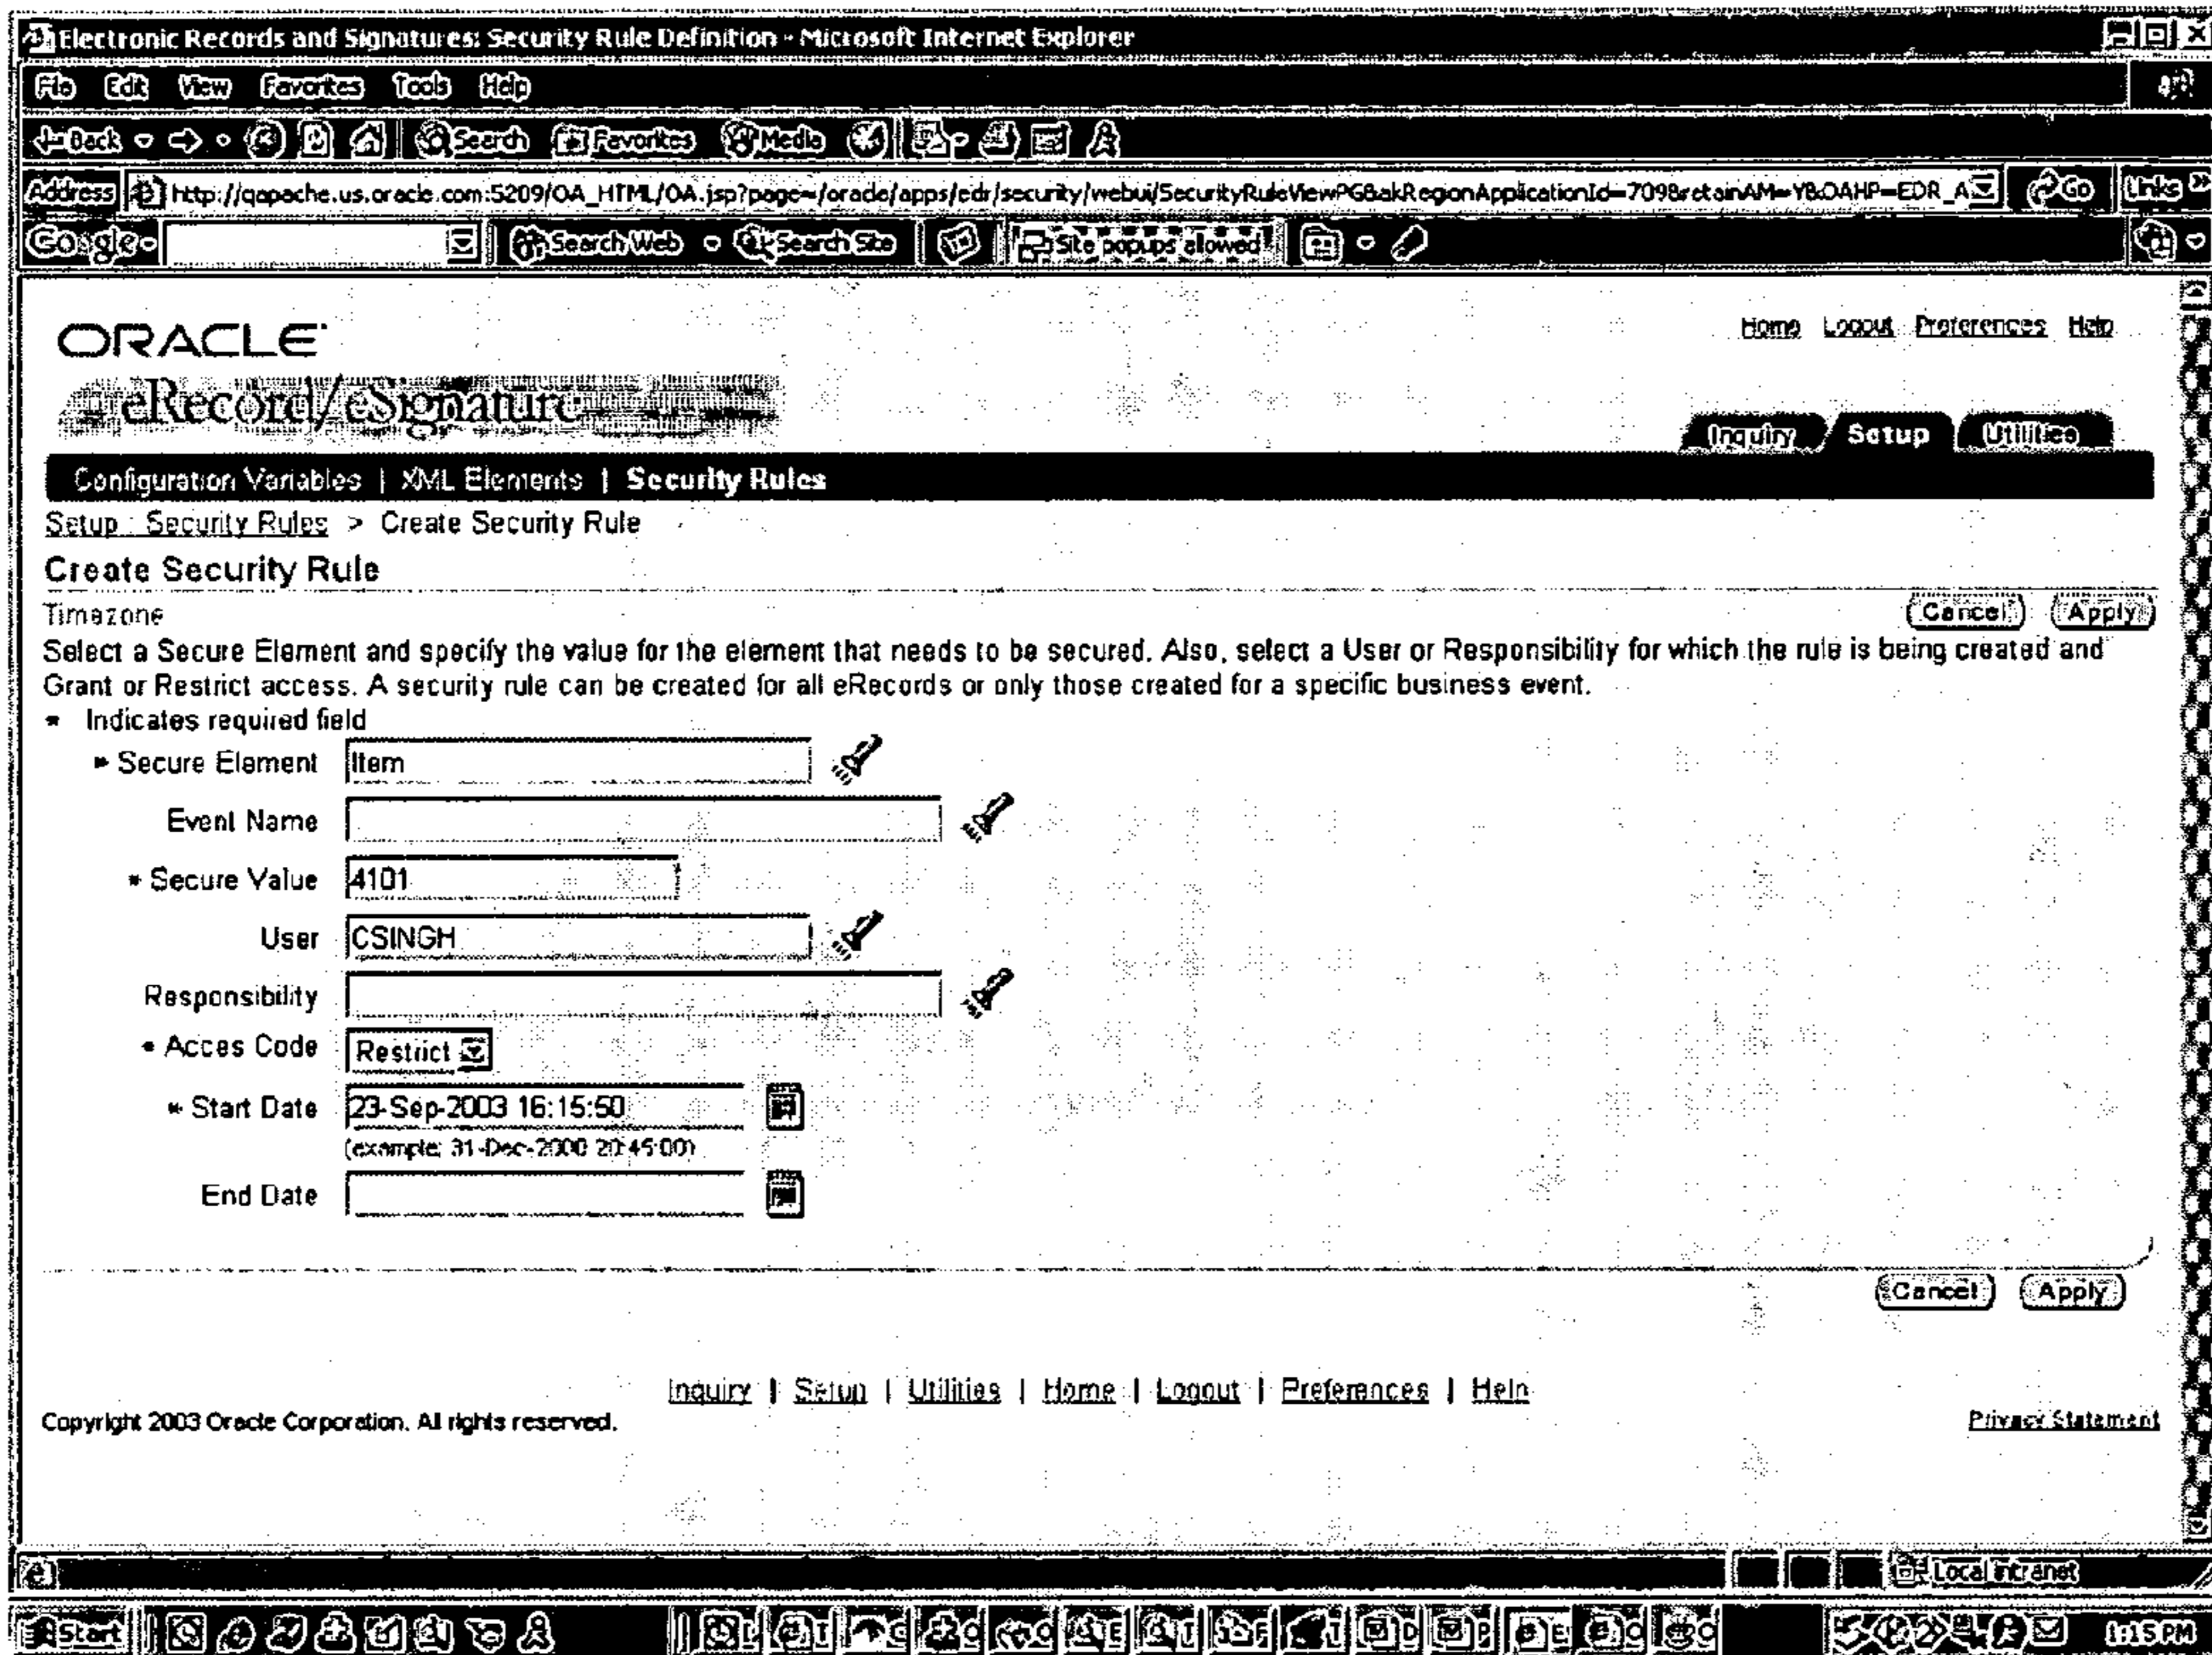 Electronic Records and Signatures: Security Rule Definition - Microsoft Internet Explorer
File Edit View Favorites Tools Help
Back Search Favorites Media
Address http://qapache.us.oracle.com:5209/OA_HTML/OA.jsp?page=/oracle/apps/edr/security/webui/SecurityRuleViewPG&akRegionApplicationId=709&retainAM=Y&OAHP=EDR_A Go Links »
Google Search Web Search Site Site popups allowed
ORACLE
Home Logout Preferences Help
eRecord/eSignature
Inquiry Setup Utilities
Configuration Variables | XML Elements | Security Rules
Setup : Security Rules > Create Security Rule
Create Security Rule
Timezone
Cancel Apply
Select a Secure Element and specify the value for the element that needs to be secured. Also, select a User or Responsibility for which the rule is being created and
Grant or Restrict access. A security rule can be created for all eRecords or only those created for a specific business event.
* Indicates required field
* Secure Element Item
Event Name
* Secure Value 4101
User CSINGH
Responsibility
* Acces Code Restrict
* Start Date 23-Sep-2003 16:15:50
(example: 31-Dec-2000 20:45:00)
End Date
Cancel Apply
Inquiry | Setup | Utilities | Home | Logout | Preferences | Help
Copyright 2003 Oracle Corporation. All rights reserved.
Privacy Statement
Local intranet
Start
1:15 PM